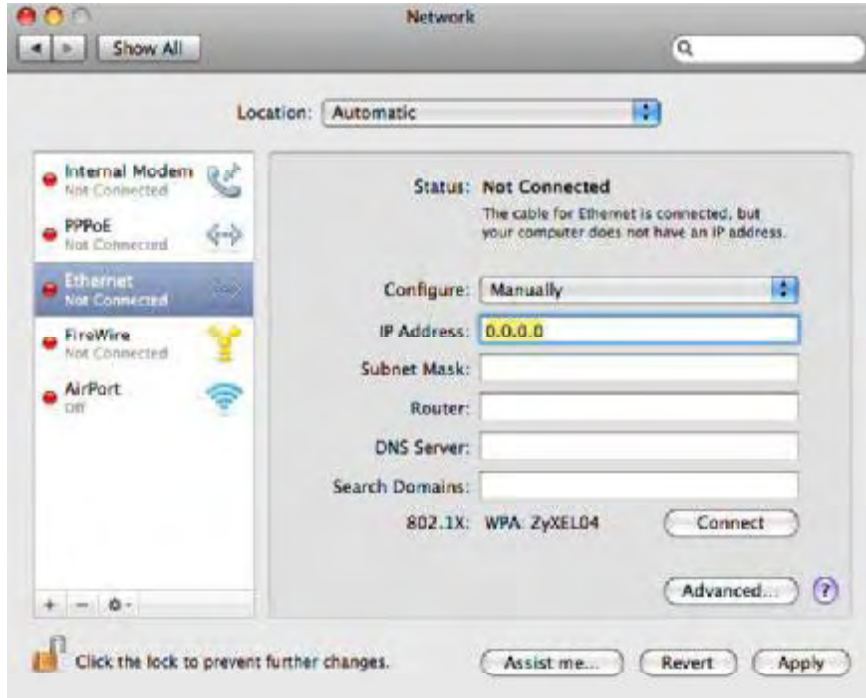 Network
Show All
Location: Automatic
Internal Modem
Not Connected
PPPoE
Not Connected
Ethernet
Not Connected
FireWire
Not Connected
AirPort
Off
Status: Not Connected
The cable for Ethernet is connected, but
your computer does not have an IP address.
Configure: Manually
IP Address: 0.0.0.0
Subnet Mask:
Router:
DNS Server:
Search Domains:
802.1X: WPA: ZyXEL04 Connect
Advanced... ?
+ −
Click the lock to prevent further changes.
Assist me... Revert Apply